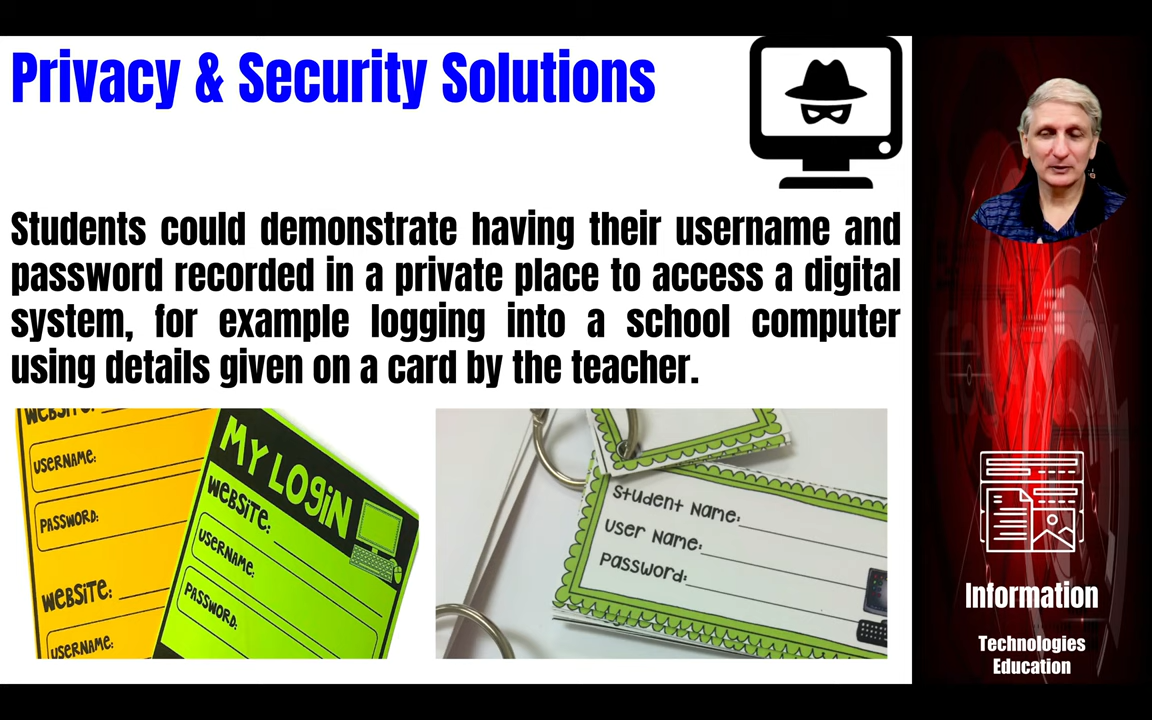 Privacy & Security Solutions
Students could demonstrate having their username and
password recorded in a private place to access a digital
system, for example logging into a school computer
using details given on a card by the teacher.
WEBSITE:
USERNAME:
PASSWORD:
WEBSITE:
USERNAME:
MY LOGIN
WEBSITE:
USERNAME:
PASSWORD:
Student Name:
User Name:
Password:
Information
Technologies
Education